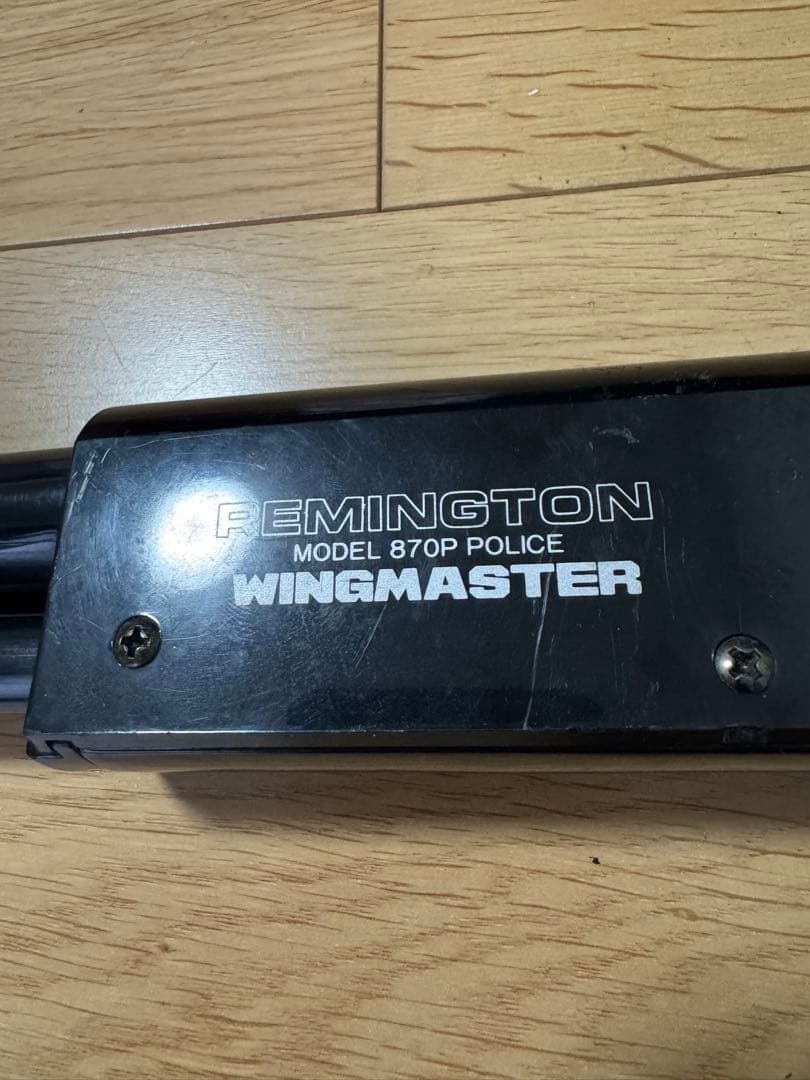 REMINGTON
MODEL 870P POLICE
WINGMASTER